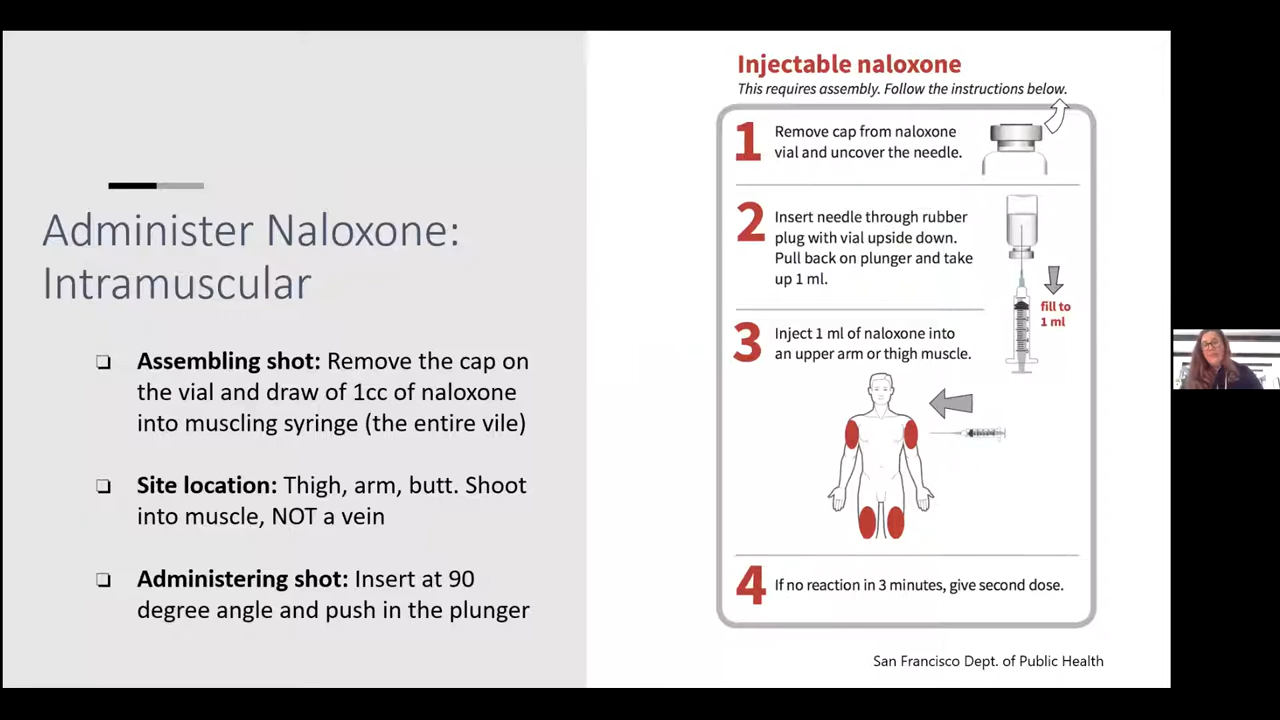 Administer Naloxone:
Intramuscular
❑ Assembling shot: Remove the cap on
the vial and draw of 1cc of naloxone
into muscling syringe (the entire vile)
❑ Site location: Thigh, arm, butt. Shoot
into muscle, NOT a vein
❑ Administering shot: Insert at 90
degree angle and push in the plunger
Injectable naloxone
This requires assembly. Follow the instructions below.
1 Remove cap from naloxone
vial and uncover the needle.
2 Insert needle through rubber
plug with vial upside down.
Pull back on plunger and take
up 1 ml.
fill to
1 ml
3 Inject 1 ml of naloxone into
an upper arm or thigh muscle.
4 If no reaction in 3 minutes, give second dose.
San Francisco Dept. of Public Health